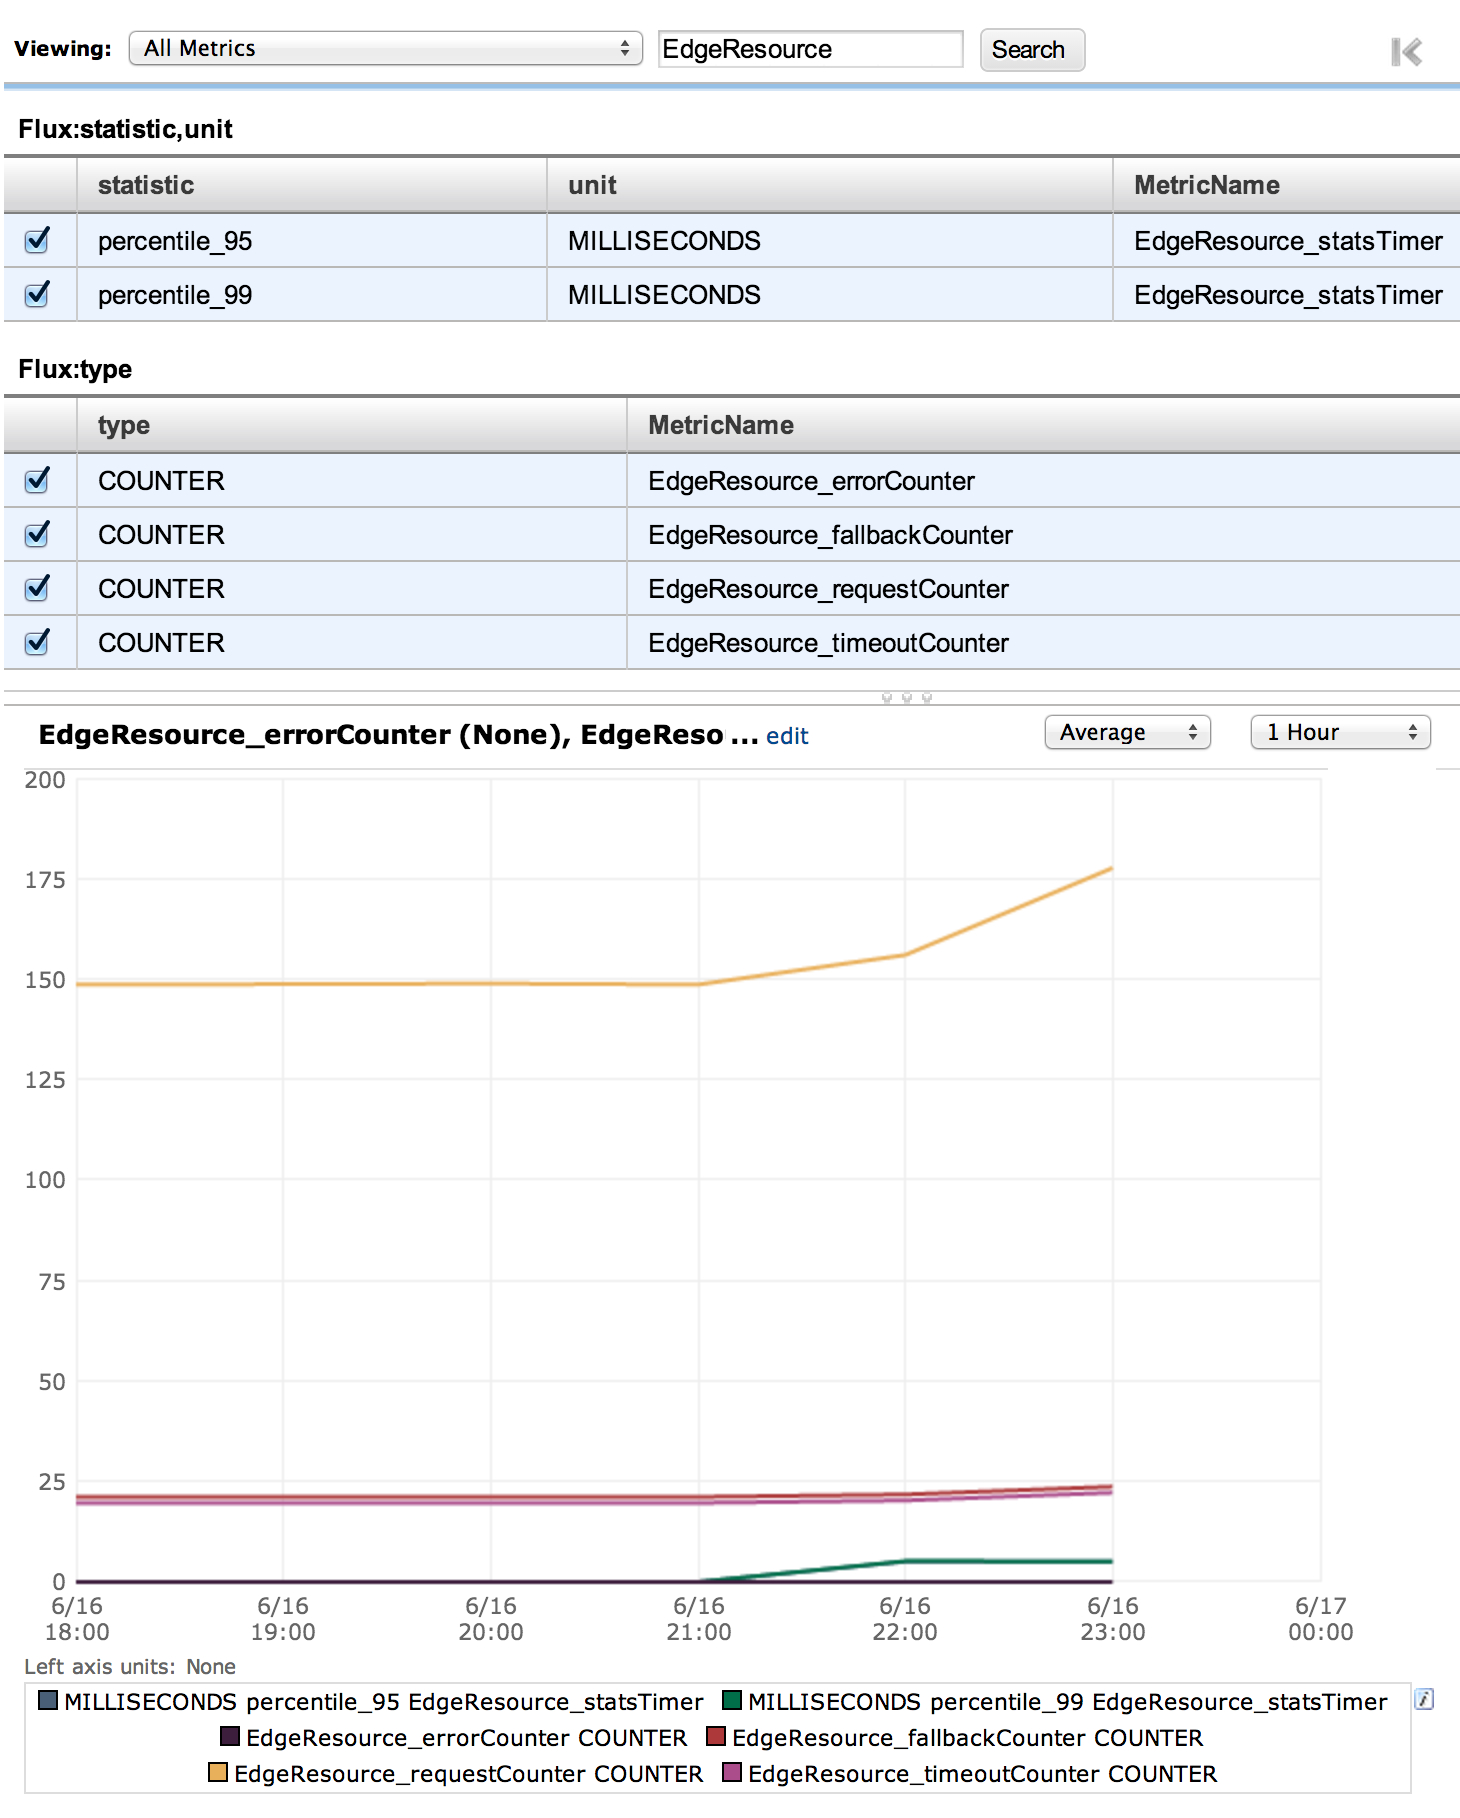 Viewing: All Metrics EdgeResource Search
Flux:statistic,unit
statistic unit MetricName
percentile_95 MILLISECONDS EdgeResource_statsTimer
percentile_99 MILLISECONDS EdgeResource_statsTimer
Flux:type
type MetricName
COUNTER EdgeResource_errorCounter
COUNTER EdgeResource_fallbackCounter
COUNTER EdgeResource_requestCounter
COUNTER EdgeResource_timeoutCounter
EdgeResource_errorCounter (None), EdgeReso ... edit Average 1 Hour
200
175
150
125
100
75
50
25
0
6/16 6/16 6/16 6/16 6/16 6/16 6/17
18:00 19:00 20:00 21:00 22:00 23:00 00:00
Left axis units: None
MILLISECONDS percentile_95 EdgeResource_statsTimer MILLISECONDS percentile_99 EdgeResource_statsTimer
EdgeResource_errorCounter COUNTER EdgeResource_fallbackCounter COUNTER
EdgeResource_requestCounter COUNTER EdgeResource_timeoutCounter COUNTER